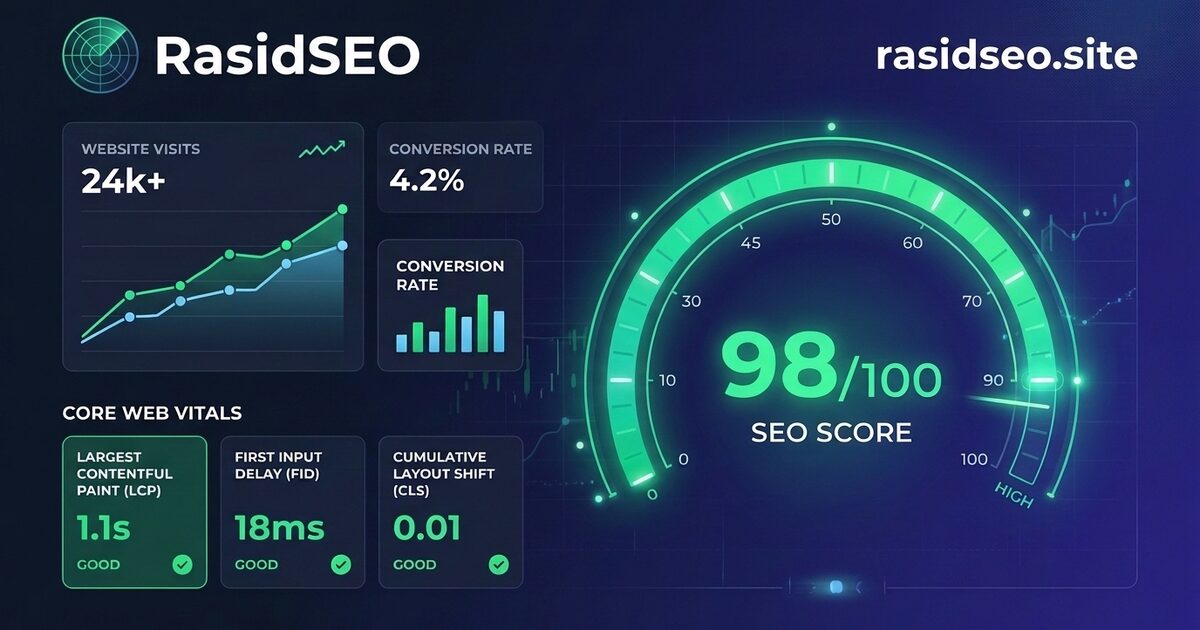 RasidSEO
rasidseo.site
WEBSITE VISITS
24k+
CONVERSION RATE
4.2%
CONVERSION
RATE
CORE WEB VITALS
LARGEST
CONTENTFUL
PAINT (LCP)
1.1s
GOOD
FIRST INPUT
DELAY (FID)
18ms
GOOD
CUMULATIVE
LAYOUT SHIFT
(CLS)
0.01
GOOD
0
0
10
30
45
50
60
70
90
100
HIGH
98/100
SEO SCORE